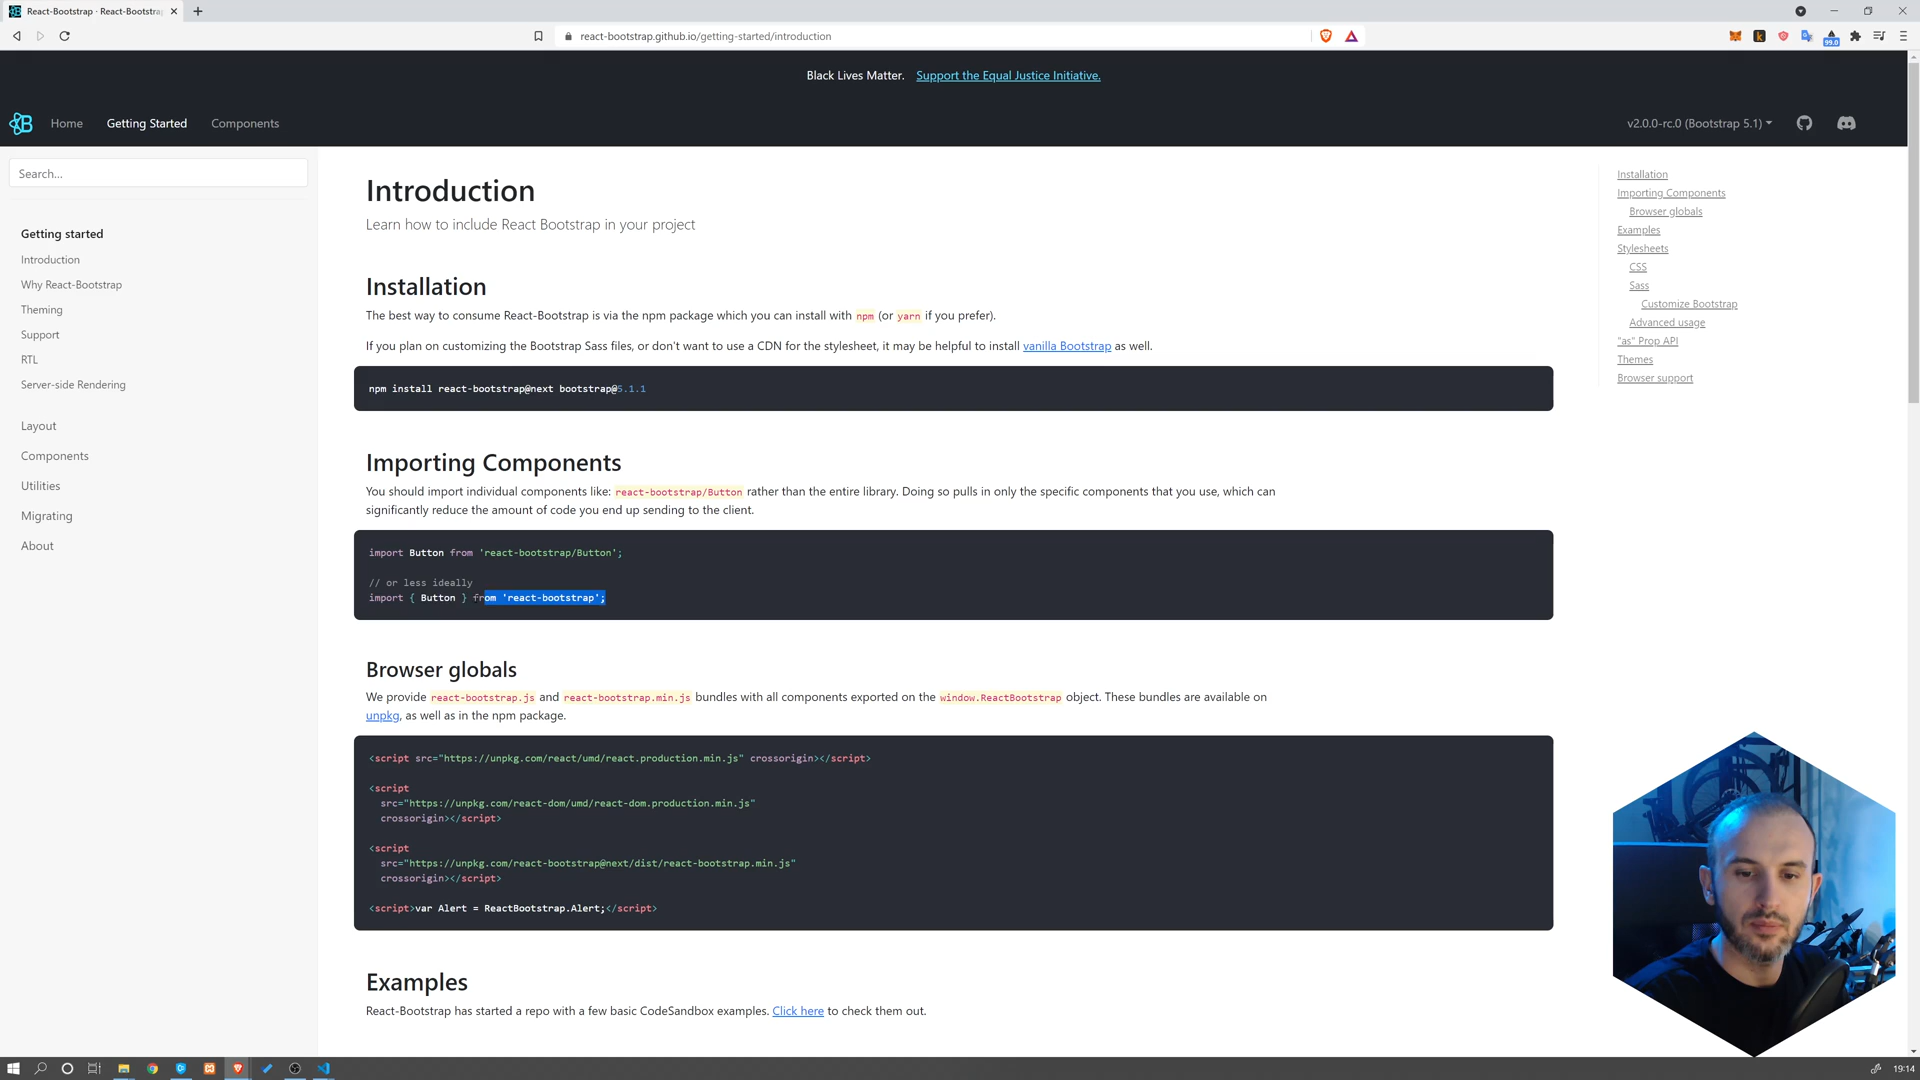 React-Bootstrap · React-Bootstra
react-bootstrap.github.io/getting-started/introduction
99.0
Black Lives Matter. Support the Equal Justice Initiative.
Home
Getting Started
Components
v2.0.0-rc.0 (Bootstrap 5.1)
Search...
Getting started
Introduction
Why React-Bootstrap
Theming
Support
RTL
Server-side Rendering
Layout
Components
Utilities
Migrating
About
Introduction
Learn how to include React Bootstrap in your project
Installation
The best way to consume React-Bootstrap is via the npm package which you can install with npm (or yarn if you prefer).
If you plan on customizing the Bootstrap Sass files, or don't want to use a CDN for the stylesheet, it may be helpful to install vanilla Bootstrap as well.
npm install react-bootstrap@next bootstrap@5.1.1
Importing Components
You should import individual components like: react-bootstrap/Button rather than the entire library. Doing so pulls in only the specific components that you use, which can
significantly reduce the amount of code you end up sending to the client.
import Button from 'react-bootstrap/Button';
// or less ideally
import { Button } from 'react-bootstrap';
Browser globals
We provide react-bootstrap.js and react-bootstrap.min.js bundles with all components exported on the window.ReactBootstrap object. These bundles are available on
unpkg, as well as in the npm package.
<script src="https://unpkg.com/react/umd/react.production.min.js" crossorigin></script>
<script
src="https://unpkg.com/react-dom/umd/react-dom.production.min.js"
crossorigin></script>
<script
src="https://unpkg.com/react-bootstrap@next/dist/react-bootstrap.min.js"
crossorigin></script>
<script>var Alert = ReactBootstrap.Alert;</script>
Examples
React-Bootstrap has started a repo with a few basic CodeSandbox examples. Click here to check them out.
Installation
Importing Components
Browser globals
Examples
Stylesheets
CSS
Sass
Customize Bootstrap
Advanced usage
"as" Prop API
Themes
Browser support
19:14